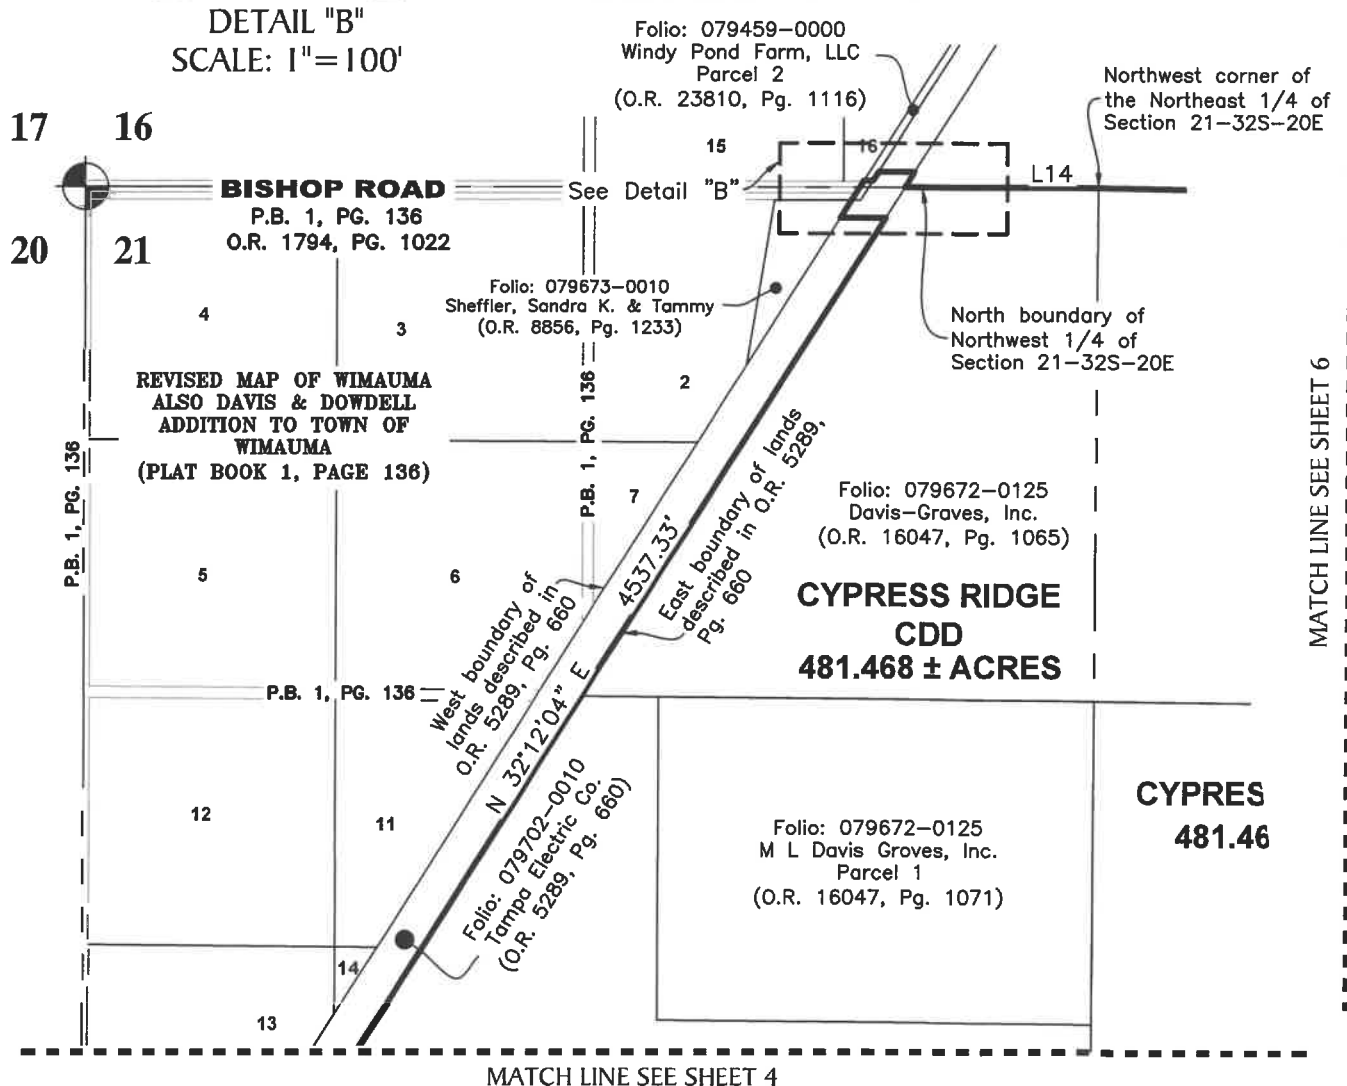 DETAIL "B"
SCALE: 1"=100'
Folio: 079459-0000
Windy Pond Farm, LLC
Parcel 2
(O.R. 23810, Pg. 1116)
Northwest corner of
the Northeast 1/4 of
Section 21-32S-20E
17 16
15 16
BISHOP ROAD
See Detail "B"
L14
P.B. 1, PG. 136
O.R. 1794, PG. 1022
20 21
Folio: 079673-0010
Sheffler, Sandra K. & Tammy
(O.R. 8856, Pg. 1233)
North boundary of
Northwest 1/4 of
Section 21-32S-20E
4
3
2
REVISED MAP OF WIMAUMA
ALSO DAVIS & DOWDELL
ADDITION TO TOWN OF
WIMAUMA
(PLAT BOOK 1, PAGE 136)
P.B. 1, PG. 136
P.B. 1, PG. 136
MATCH LINE SEE SHEET 6
7
East boundary of lands
described in O.R. 5289,
Pg. 660
Folio: 079672-0125
Davis-Graves, Inc.
(O.R. 16047, Pg. 1065)
5
6
4537.33'
N 32°12'04" E
West boundary of
lands described in
O.R. 5289, Pg. 660
CYPRESS RIDGE
CDD
481.468 ± ACRES
P.B. 1, PG. 136
12
11
Folio: 079702-0010
Tampa Electric Co.
(O.R. 5289, Pg. 660)
Folio: 079672-0125
M L Davis Groves, Inc.
Parcel 1
(O.R. 16047, Pg. 1071)
CYPRES
481.46
14
13
MATCH LINE SEE SHEET 4